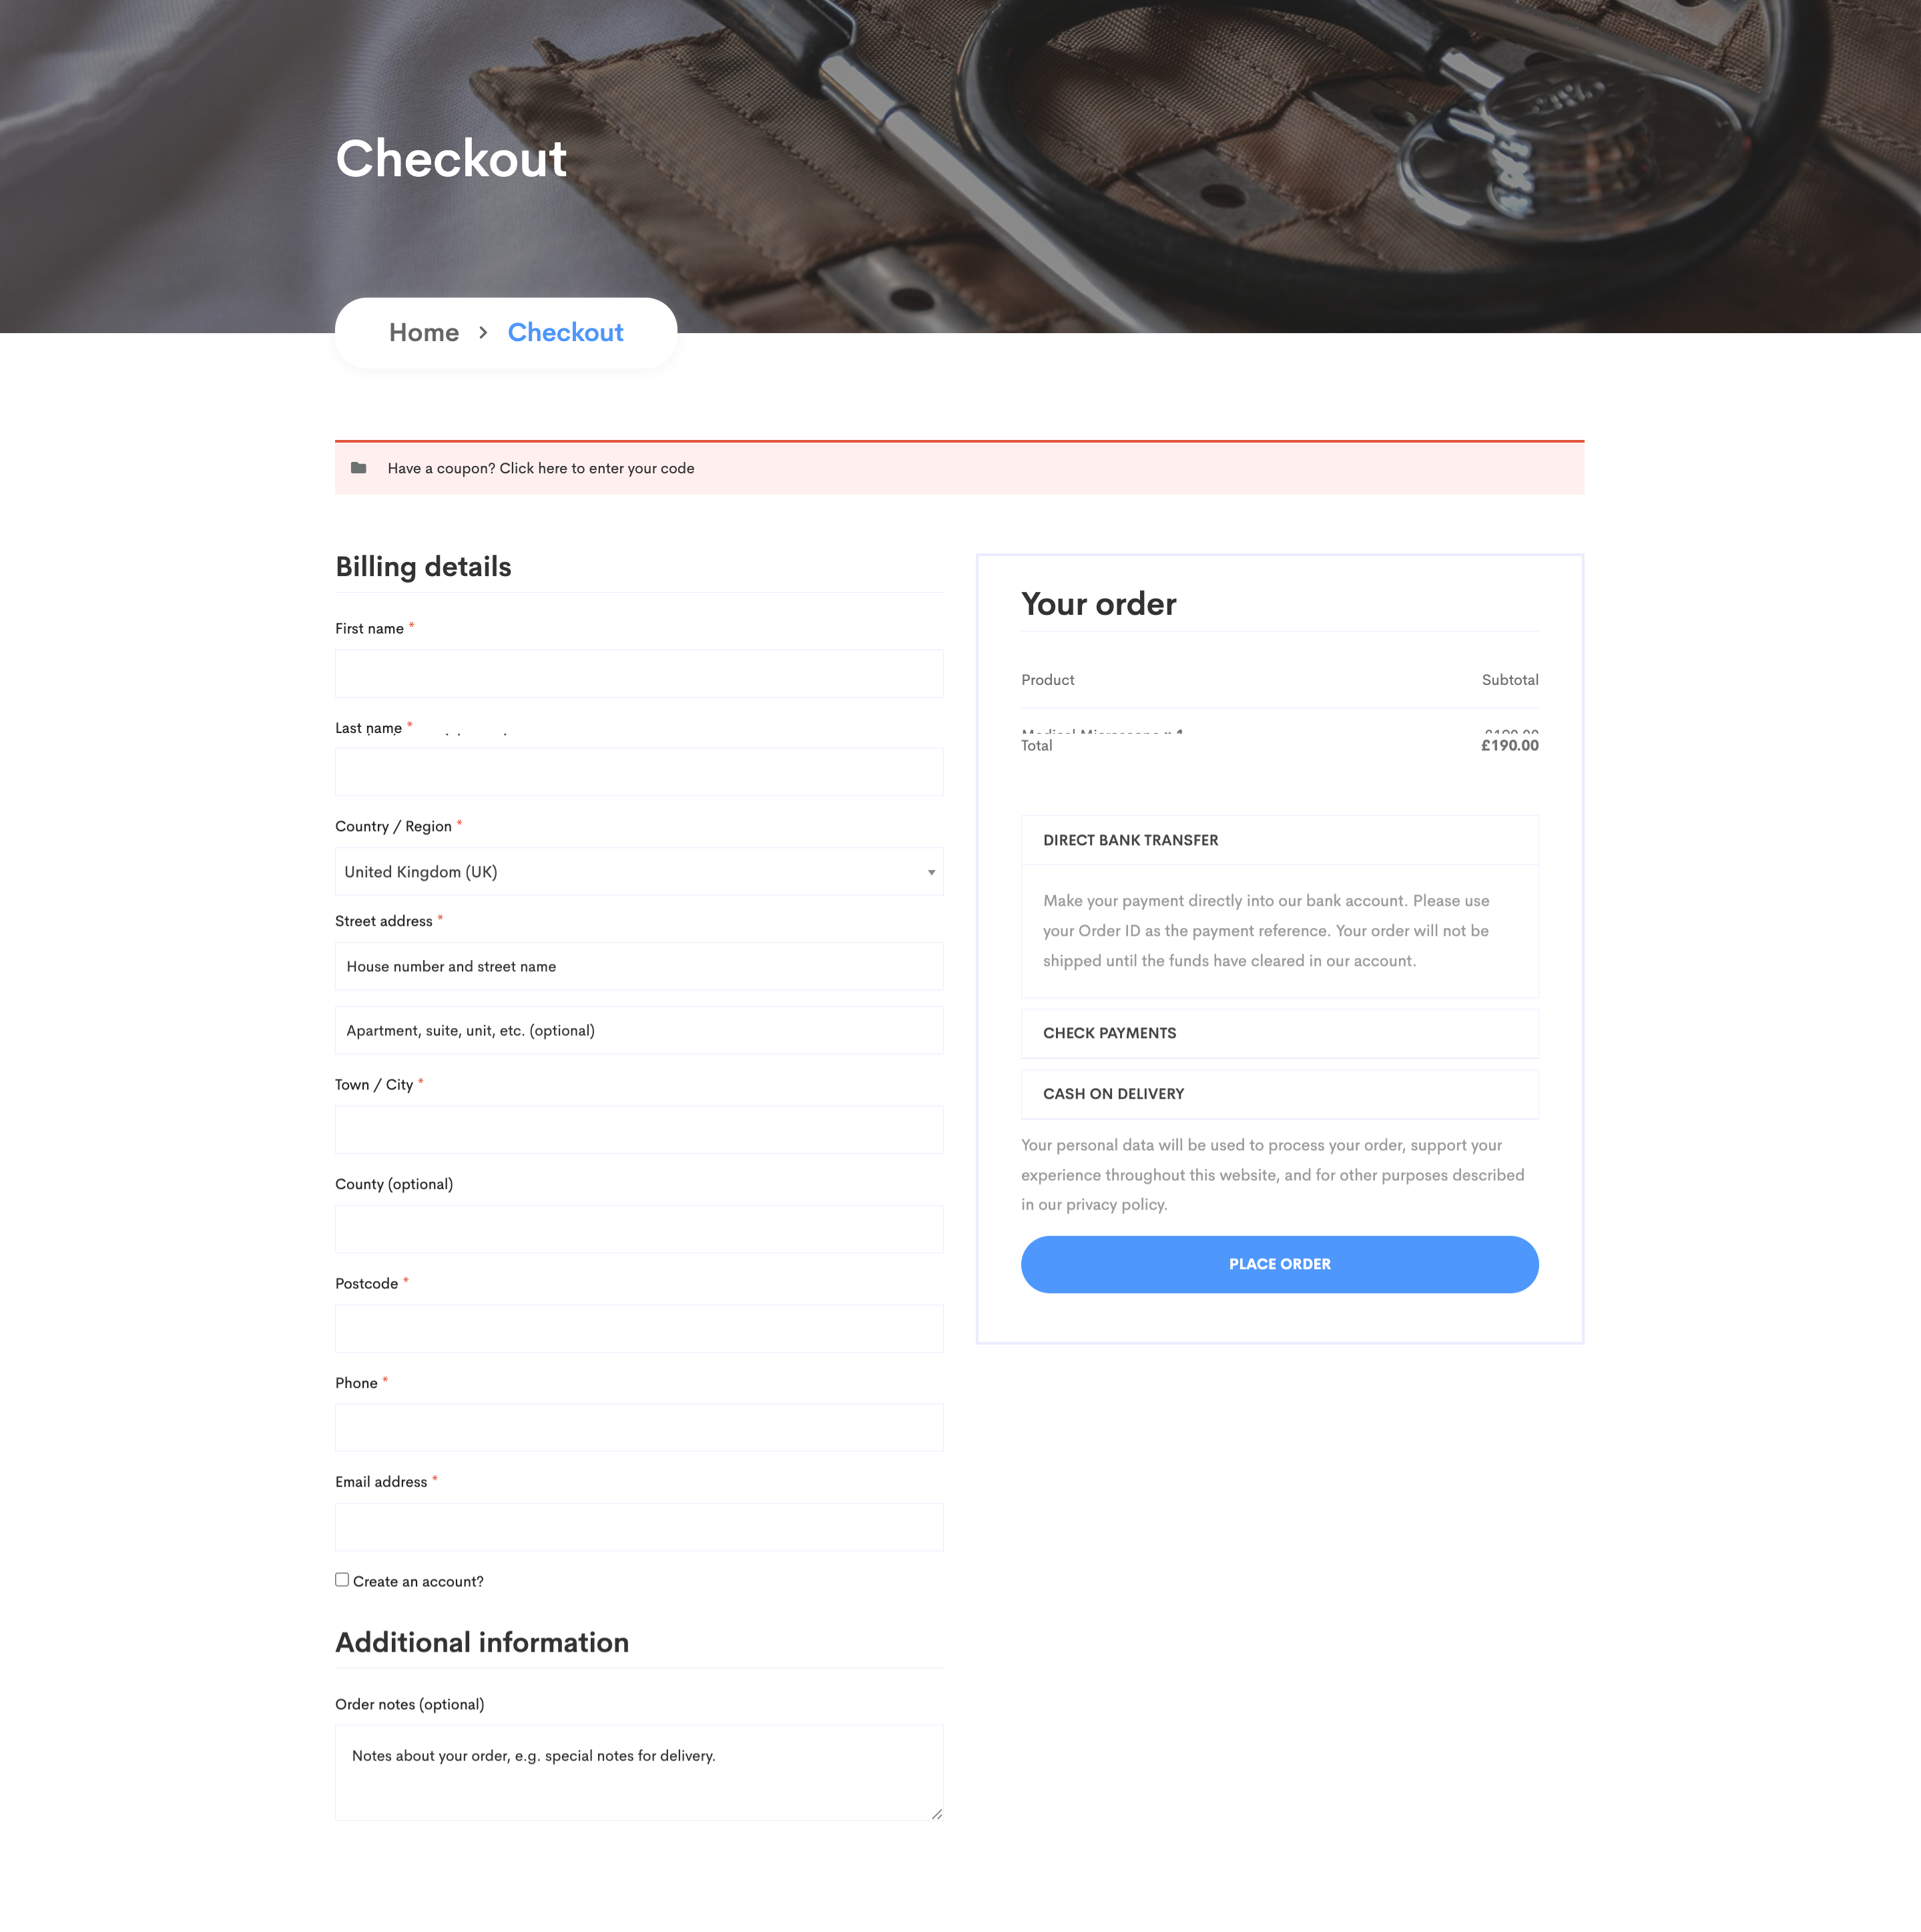 Checkout
Home > Checkout
Have a coupon? Click here to enter your code
Billing details
First name *
Last name *
Country / Region *
United Kingdom (UK)
Street address *
House number and street name
Apartment, suite, unit, etc. (optional)
Town / City *
County (optional)
Postcode *
Phone *
Email address *
Create an account?
Additional information
Order notes (optional)
Notes about your order, e.g. special notes for delivery.
Your order
Product Subtotal
Total £190.00
DIRECT BANK TRANSFER
Make your payment directly into our bank account. Please use
your Order ID as the payment reference. Your order will not be
shipped until the funds have cleared in our account.
CHECK PAYMENTS
CASH ON DELIVERY
Your personal data will be used to process your order, support your
experience throughout this website, and for other purposes described
in our privacy policy.
PLACE ORDER